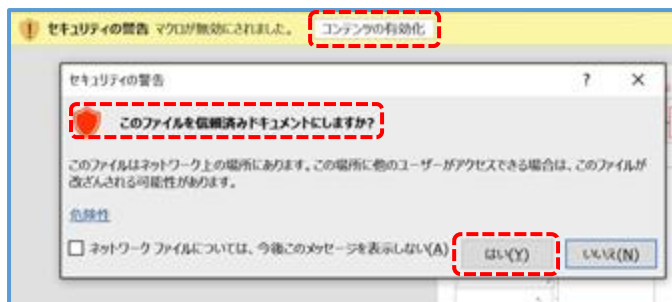 セキュリティの警告 マクロが無効にされました。 コンテンツの有効化
セキュリティの警告 ? ×
このファイルを信頼済みドキュメントにしますか?
このファイルはネットワーク上の場所にあります。この場所に他のユーザーがアクセスできる場合は、このファイルが
改ざんされる可能性があります。
危険性
ネットワーク ファイルについては、今後このメッセージを表示しない(A) はい(Y) いいえ(N)